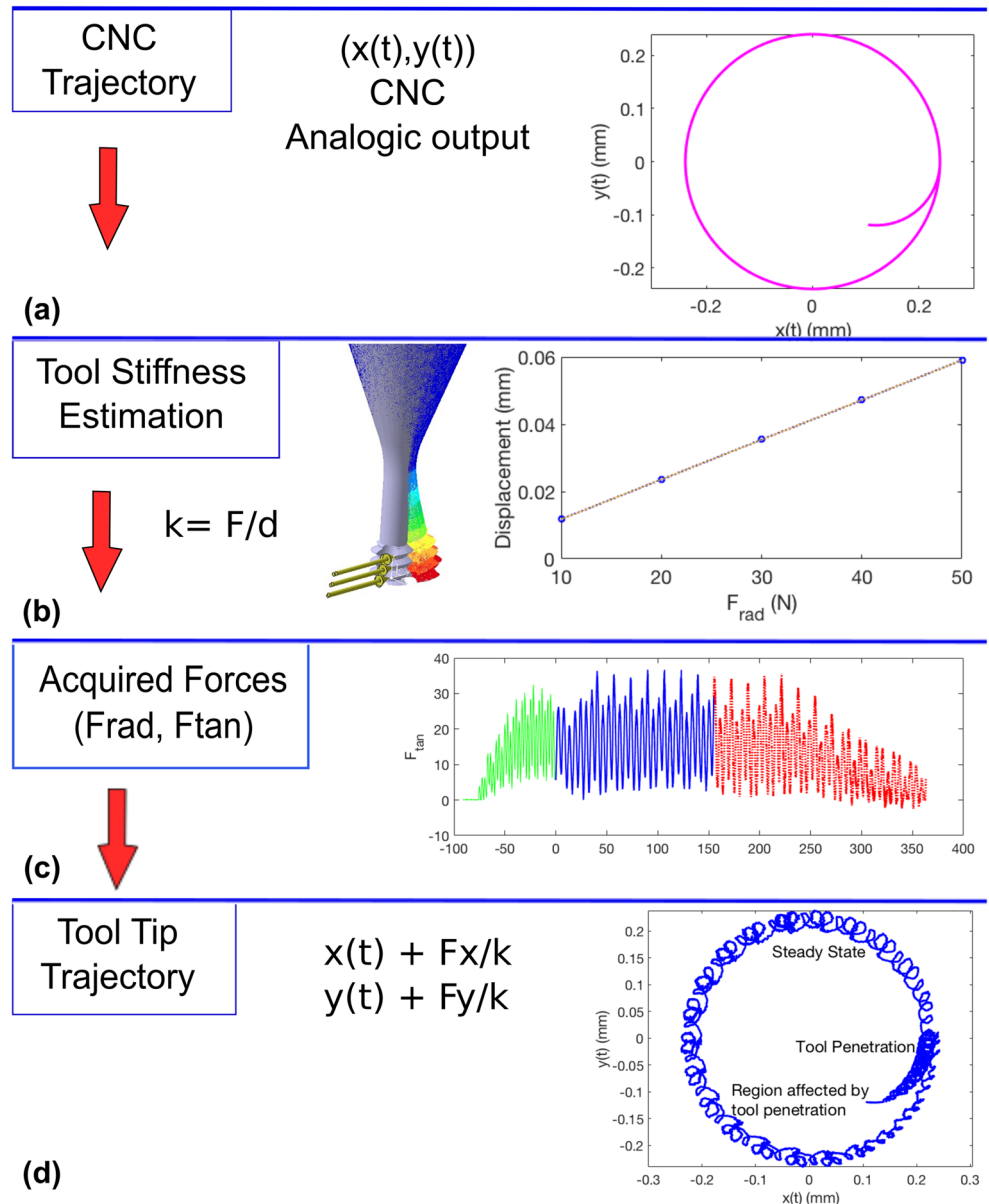 CNC
Trajectory
(x(t),y(t))
CNC
Analogic output
0.2
0.1
0
-0.1
-0.2
y(t) (mm)
-0.2
0
0.2
x(t) (mm)
(a)
Tool Stiffness
Estimation
k= F/d
0.06
0.04
0.02
0
Displacement (mm)
10
20
30
40
50
F_rad (N)
(b)
Acquired Forces
(Frad, Ftan)
40
30
20
10
0
-10
F_tan
-100
-50
0
50
100
150
200
250
300
350
400
(c)
Tool Tip
Trajectory
x(t) + Fx/k
y(t) + Fy/k
0.2
0.15
0.1
0.05
0
-0.05
-0.1
-0.15
-0.2
y(t) (mm)
Steady State
Tool Penetration
Region affected by
tool penetration
-0.3
-0.2
-0.1
0
0.1
0.2
0.3
x(t) (mm)
(d)